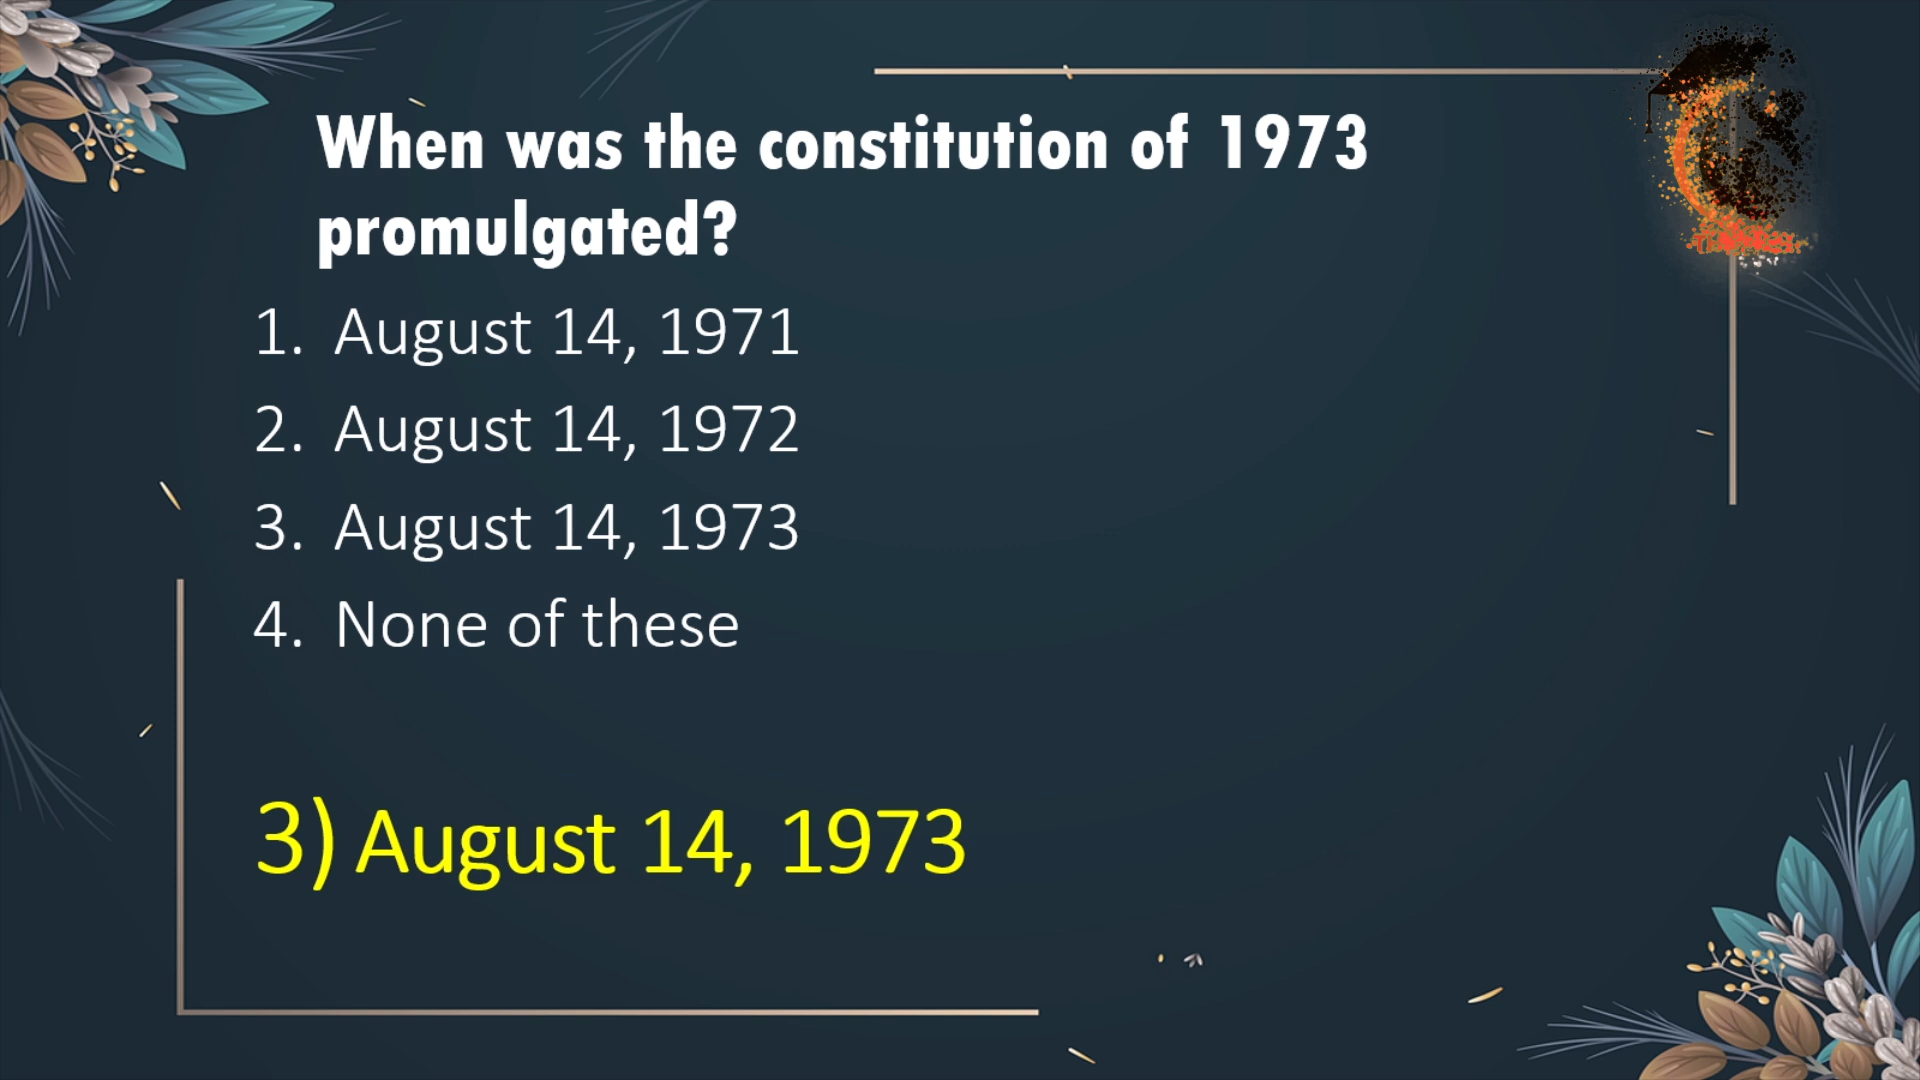 When was the constitution of 1973
promulgated?
1. August 14, 1971
2. August 14, 1972
3. August 14, 1973
4. None of these
3) August 14, 1973